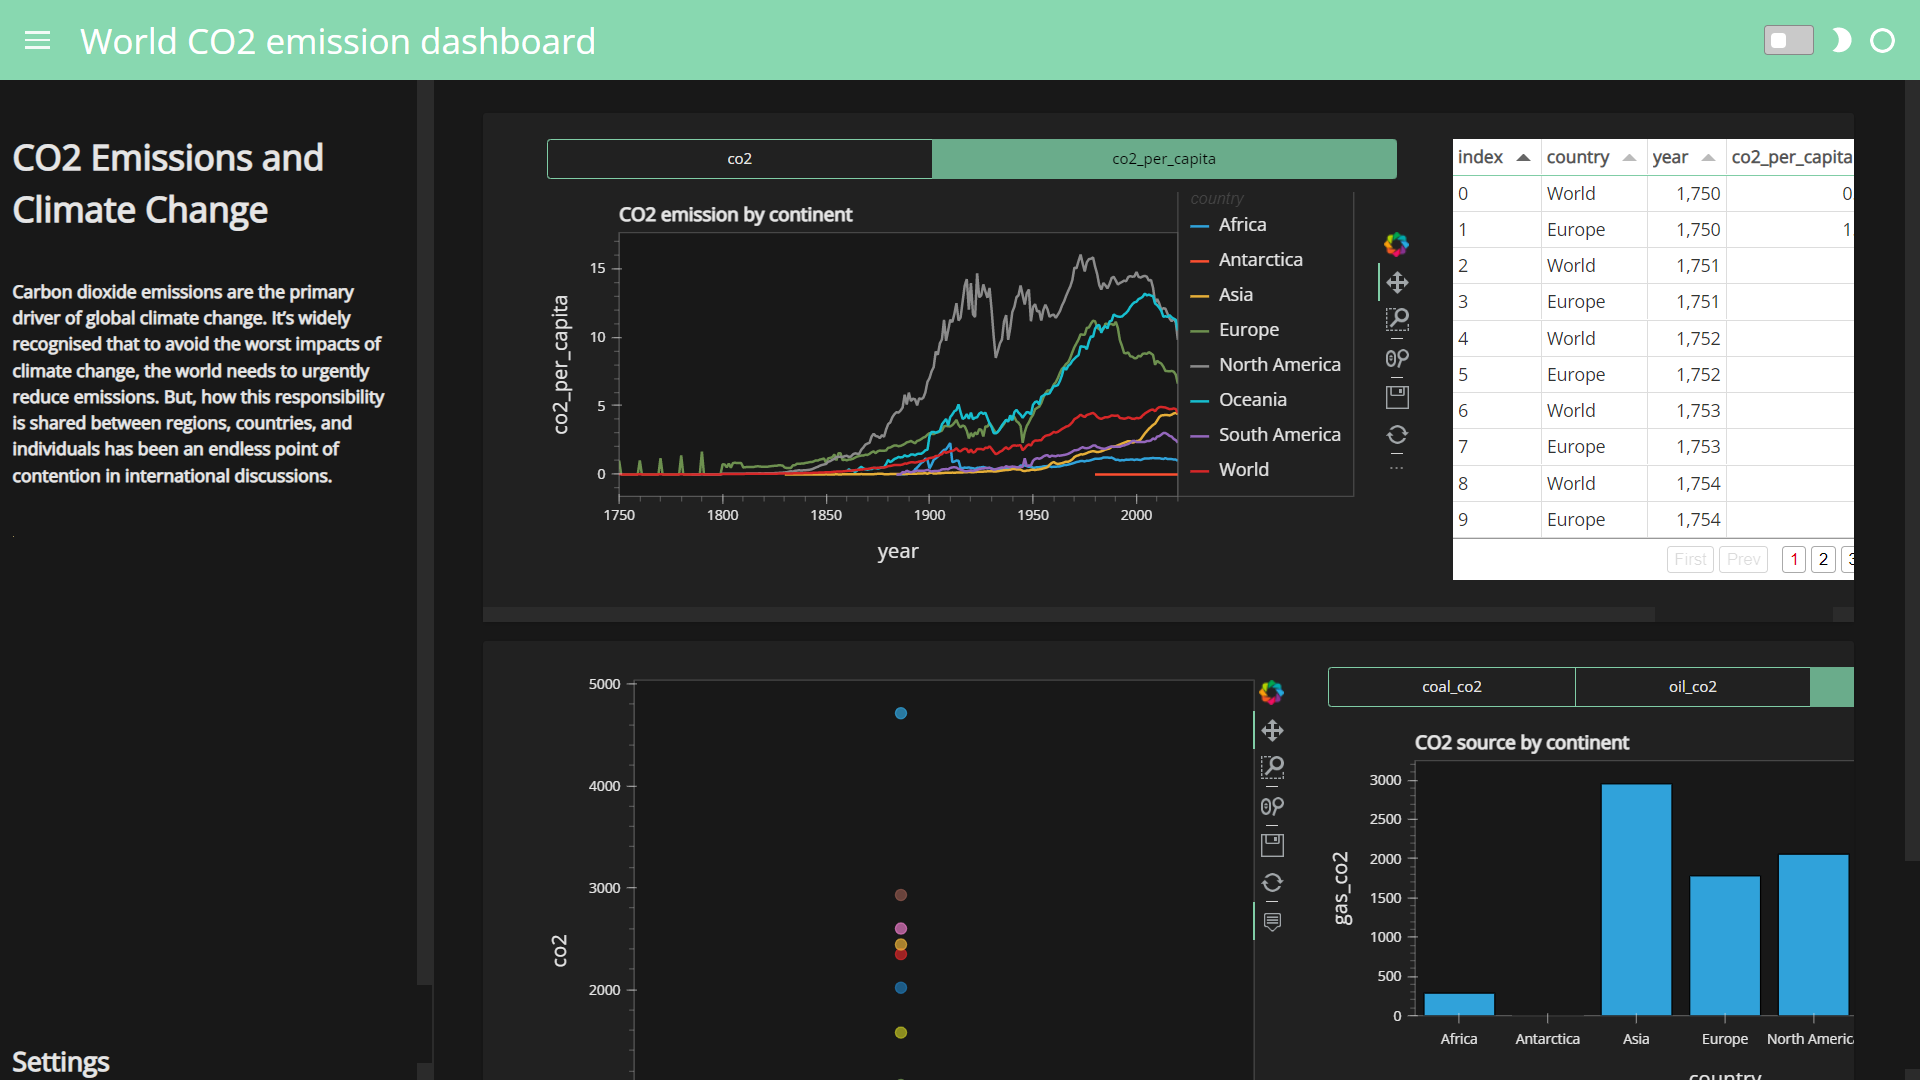 World CO2 emission dashboard
CO2 Emissions and
Climate Change
Carbon dioxide emissions are the primary
driver of global climate change. It's widely
recognised that to avoid the worst impacts of
climate change, the world needs to urgently
reduce emissions. But, how this responsibility
is shared between regions, countries, and
individuals has been an endless point of
contention in international discussions.
.
Settings
co2 co2_per_capita
CO2 emission by continent
co2_per_capita
15
10
5
0
1750 1800 1850 1900 1950 2000
year
country
Africa
Antarctica
Asia
Europe
North America
Oceania
South America
World
index country year co2_per_capita
0 World 1,750 0
1 Europe 1,750 1
2 World 1,751
3 Europe 1,751
4 World 1,752
5 Europe 1,752
6 World 1,753
7 Europe 1,753
8 World 1,754
9 Europe 1,754
First Prev 1 2 3
5000
4000
3000
2000
co2
coal_co2 oil_co2
CO2 source by continent
gas_co2
3000
2500
2000
1500
1000
500
0
Africa Antarctica Asia Europe North Americ
country